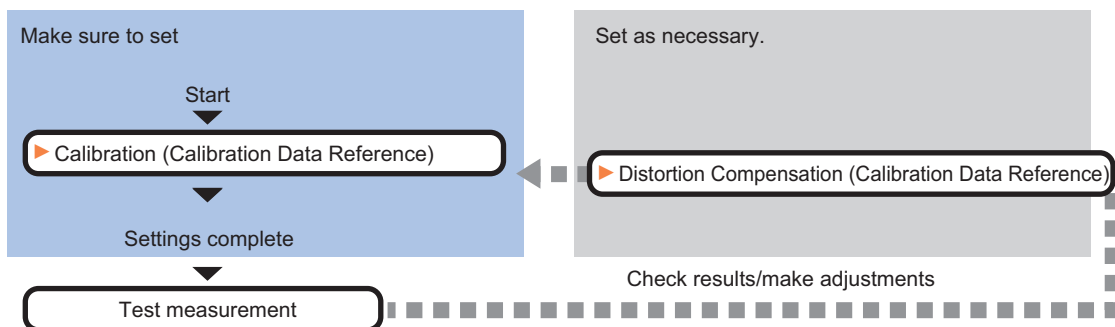 Make sure to set
Start
Calibration (Calibration Data Reference)
Settings complete
Test measurement
Set as necessary.
Distortion Compensation (Calibration Data Reference)
Check results/make adjustments